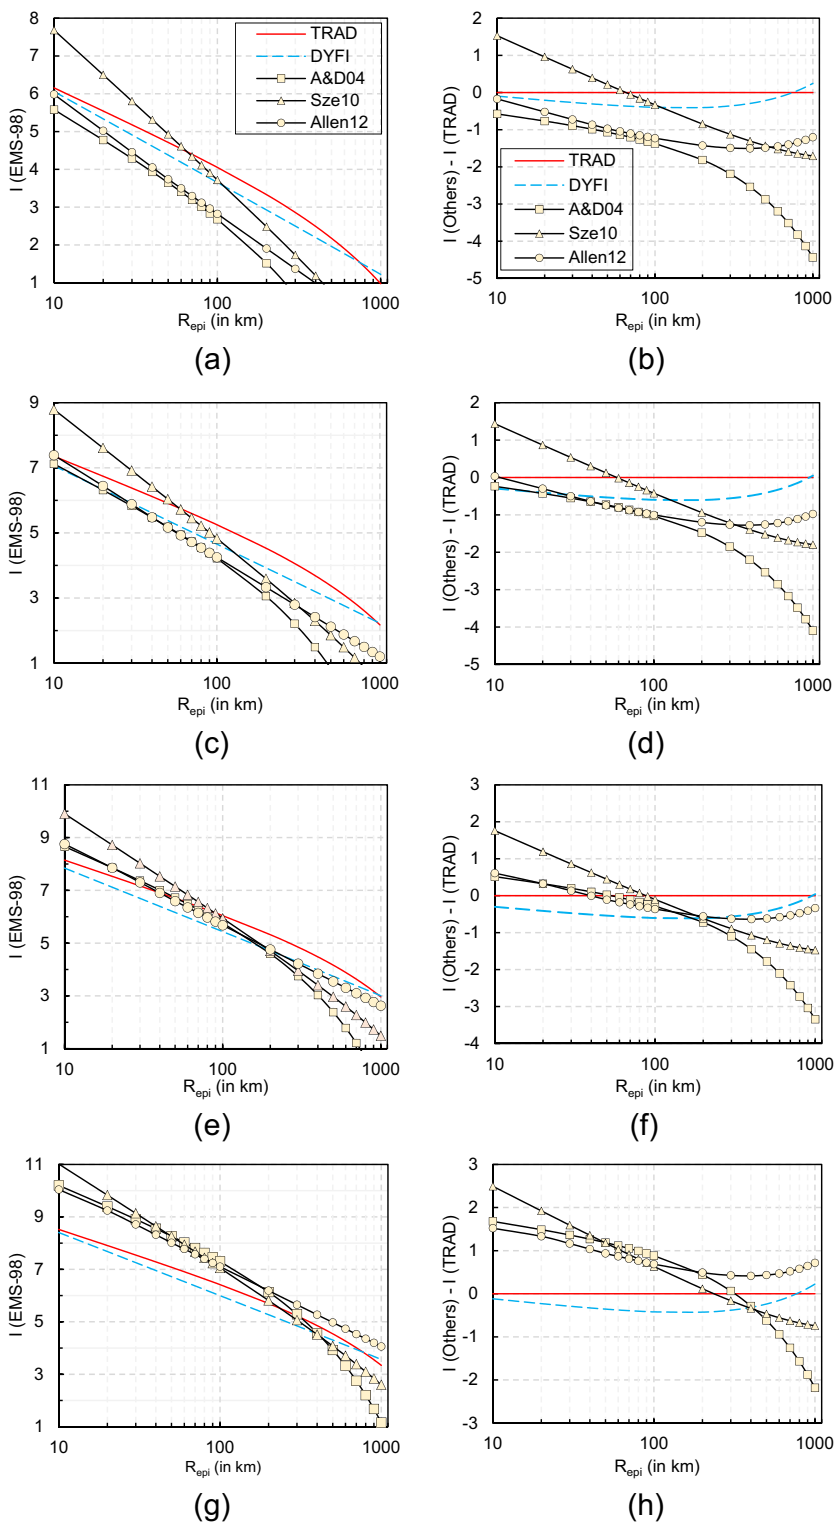 8
7
6
5
4
3
2
1
I (EMS-98)
TRAD
DYFI
A&D04
Sze10
Allen12
10 100 1000
R_epi (in km)
(a)
2
1
0
-1
-2
-3
-4
-5
I (Others) - I (TRAD)
TRAD
DYFI
A&D04
Sze10
Allen12
10 100 1000
R_epi (in km)
(b)
9
7
5
3
1
I (EMS-98)
10 100 1000
R_epi (in km)
(c)
2
1
0
-1
-2
-3
-4
-5
I (Others) - I (TRAD)
10 100 1000
R_epi (in km)
(d)
11
9
7
5
3
1
I (EMS-98)
10 100 1000
R_epi (in km)
(e)
3
2
1
0
-1
-2
-3
-4
I (Others) - I (TRAD)
10 100 1000
R_epi (in km)
(f)
11
9
7
5
3
1
I (EMS-98)
10 100 1000
R_epi (in km)
(g)
3
2
1
0
-1
-2
-3
I (Others) - I (TRAD)
10 100 1000
R_epi (in km)
(h)